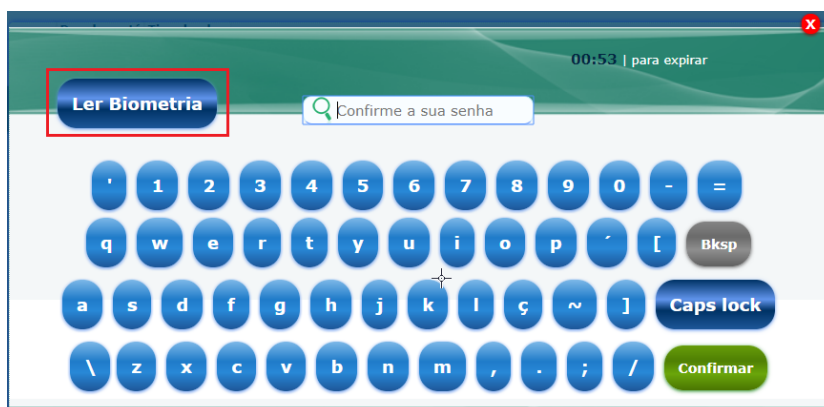 X
00:53 | para expirar
Ler Biometria
Confirme a sua senha
' 1 2 3 4 5 6 7 8 9 0 - =
q w e r t y u i o p ´ [ Bksp
a s d f g h j k l ç ~ ] Caps lock
\ z x c v b n m , . ; / Confirmar